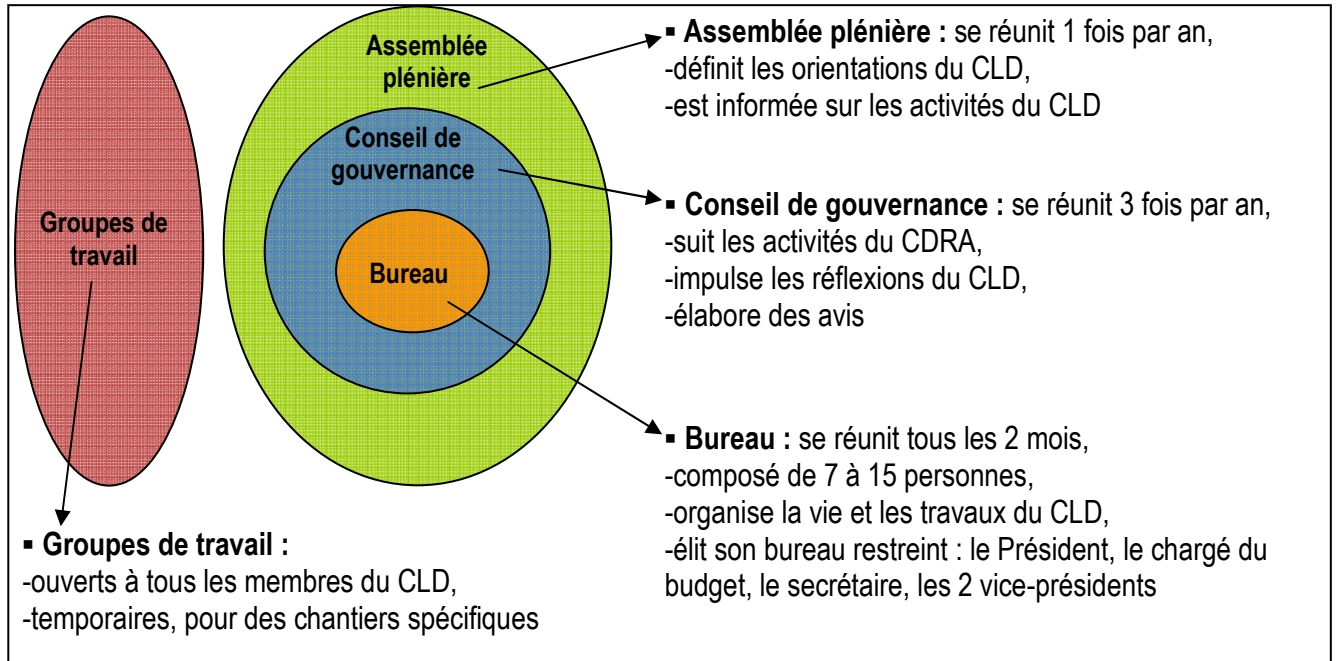 Assemblée
plénière
Conseil de
gouvernance
Bureau
Groupes de
travail
▪ Assemblée plénière : se réunit 1 fois par an,
-définit les orientations du CLD,
-est informée sur les activités du CLD
▪ Conseil de gouvernance : se réunit 3 fois par an,
-suit les activités du CDRA,
-impulse les réflexions du CLD,
-élabore des avis
▪ Bureau : se réunit tous les 2 mois,
-composé de 7 à 15 personnes,
-organise la vie et les travaux du CLD,
-élit son bureau restreint : le Président, le chargé du
budget, le secrétaire, les 2 vice-présidents
▪ Groupes de travail :
-ouverts à tous les membres du CLD,
-temporaires, pour des chantiers spécifiques